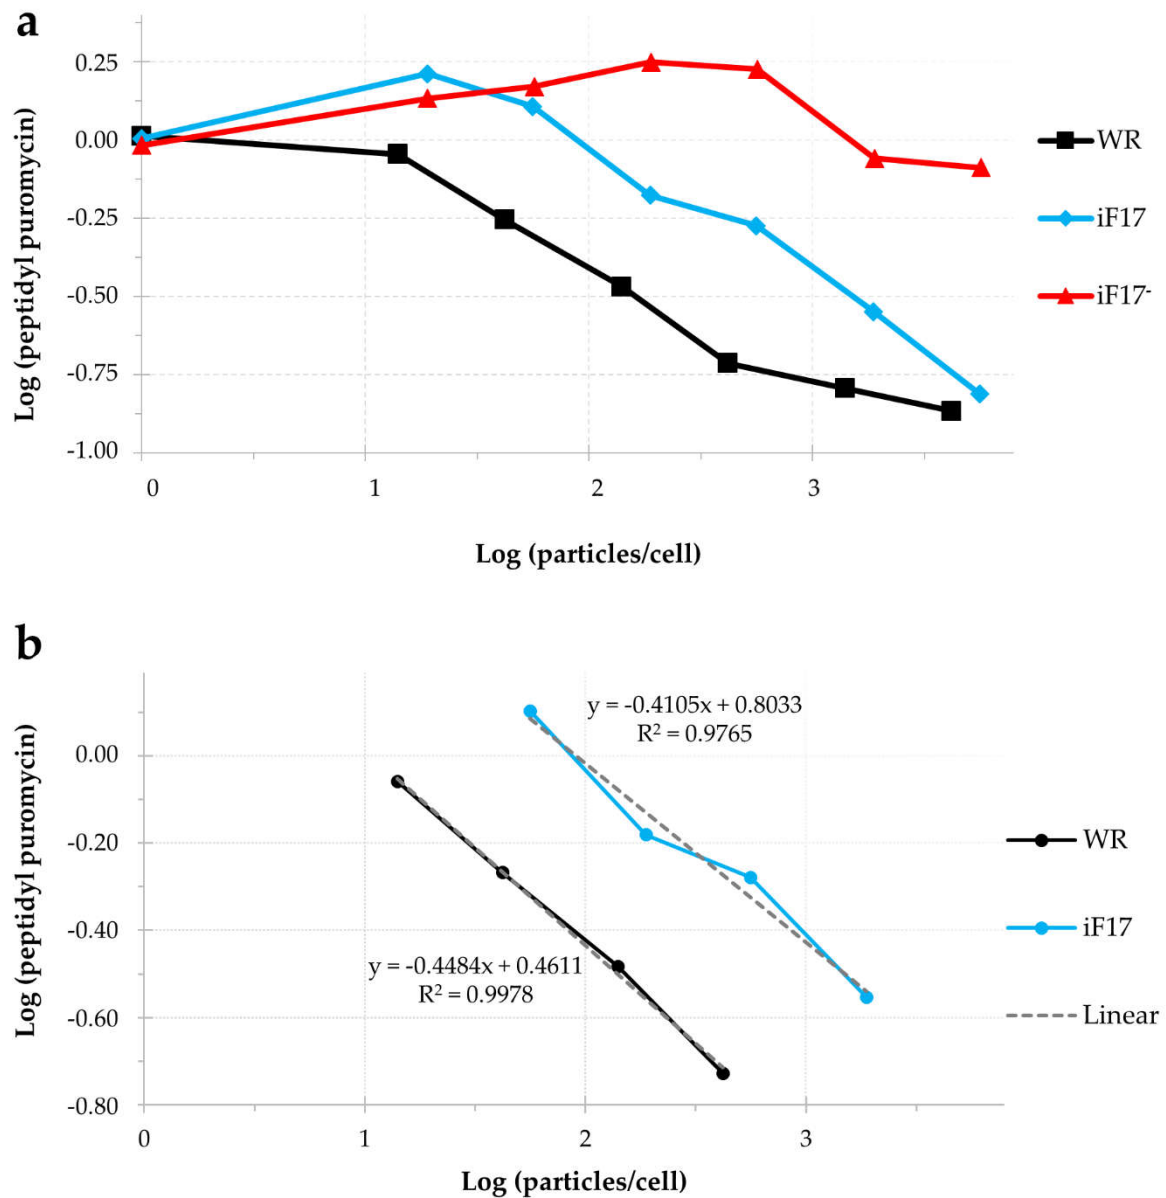 a
0.25
0.00
-0.25
-0.50
-0.75
-1.00
Log (peptidyl puromycin)
0 1 2 3
Log (particles/cell)
WR
iF17
iF17-
b
0.00
-0.20
-0.40
-0.60
-0.80
Log (peptidyl puromycin)
y = -0.4105x + 0.8033
R² = 0.9765
y = -0.4484x + 0.4611
R² = 0.9978
0 1 2 3
Log (particles/cell)
WR
iF17
Linear